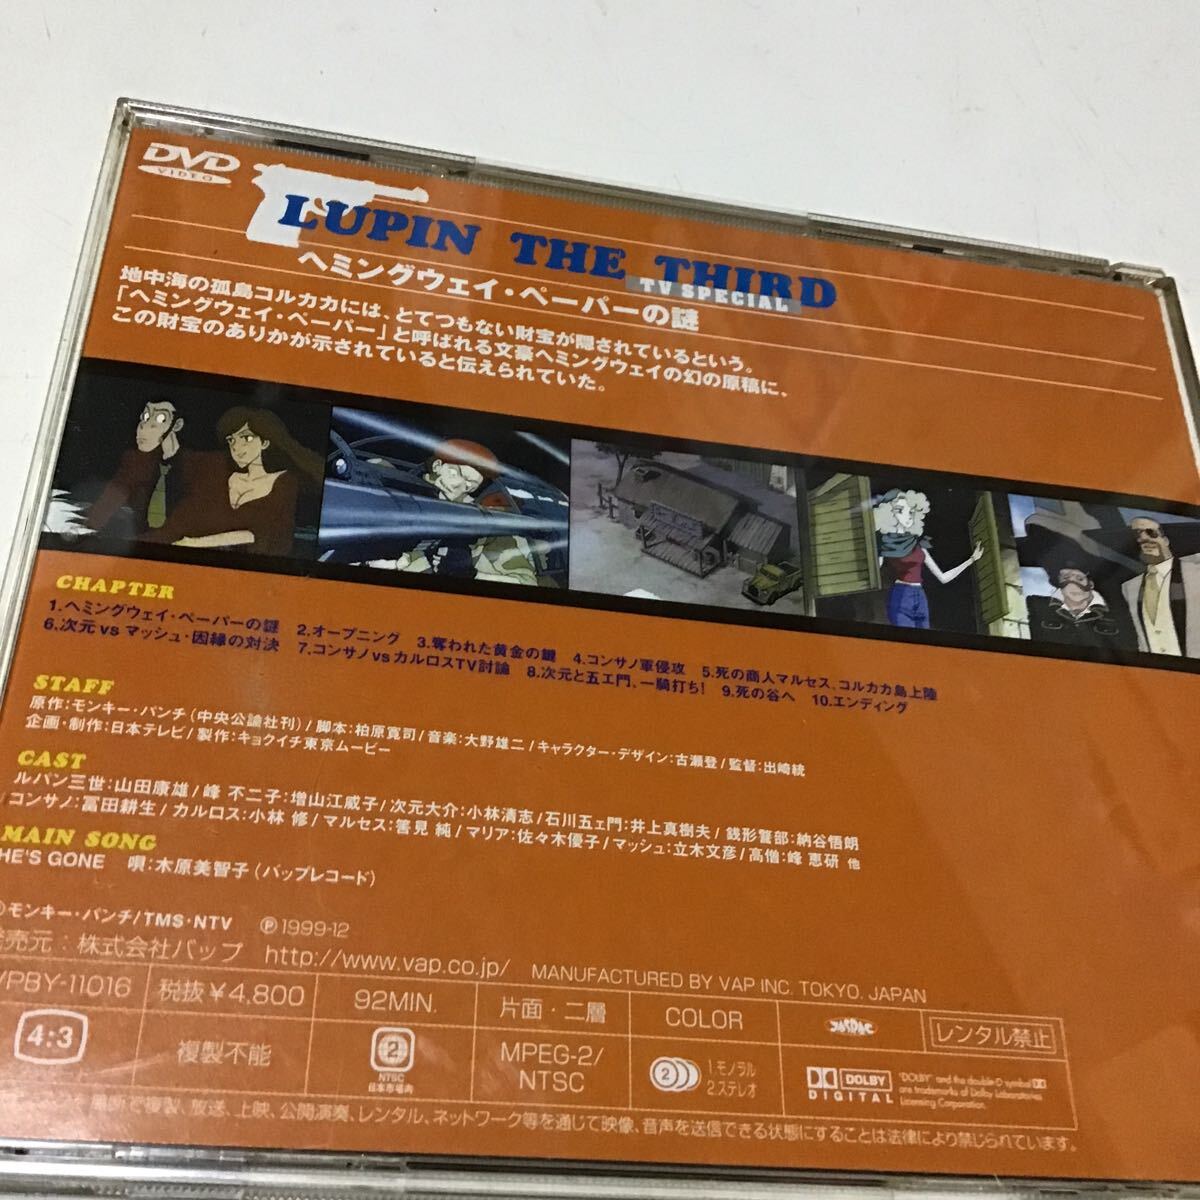 DVD
VIDEO
LUPIN THE THIRD
TV SPECIAL
ヘミングウェイ・ペーパーの謎
地中海の孤島コルカカには、とてつもない財宝が隠されているという。
「ヘミングウェイ・ペーパー」と呼ばれる文豪ヘミングウェイの幻の原稿に、
この財宝のありかが示されていると伝えられていた。
CHAPTER
1.ヘミングウェイ・ペーパーの謎 2.オープニング 3.奪われた黄金の鍵 4.コンサノ軍侵攻 5.死の商人マルセス、コルカカ島上陸
6.次元vsマッシュ・因縁の対決 7.コンサノvsカルロスTV討論 8.次元と五エ門、一騎打ち! 9.死の谷へ 10.エンディング
STAFF
原作:モンキー・パンチ(中央公論社刊)/脚本:柏原寛司/音楽:大野雄二/キャラクター・デザイン:古瀬登/監督:出崎統
企画・制作:日本テレビ/製作:キョクイチ東京ムービー
CAST
ルパン三世:山田康雄/峰 不二子:増山江威子/次元大介:小林清志/石川五ェ門:井上真樹夫/銭形警部:納谷悟朗
コンサノ:富田耕生/カルロス:小林 修/マルセス:筈見 純/マリア:佐々木優子/マッシュ:立木文彦/高僧:峰 恵研 他
MAIN SONG
HE'S GONE 唄:木原美智子(バップレコード)
モンキー・パンチ/TMS・NTV Ⓟ1999-12
発売元:株式会社バップ http://www.vap.co.jp/ MANUFACTURED BY VAP INC. TOKYO. JAPAN
VPBY-11016 税抜¥4,800 92MIN. 片面・二層 COLOR JASRAC レンタル禁止
4:3 複製不能 2 NTSC 日本市場向 MPEG-2/NTSC 2 1.モノラル 2.ステレオ DOLBY DIGITAL
"DOLBY" and the double-D symbol
are trademarks of Dolby Laboratories
Licensing Corporation.
無断で複製、放送、上映、公開演奏、レンタル、ネットワーク等を通じて映像、音声を送信できる状態にすることは法律により禁じられています。